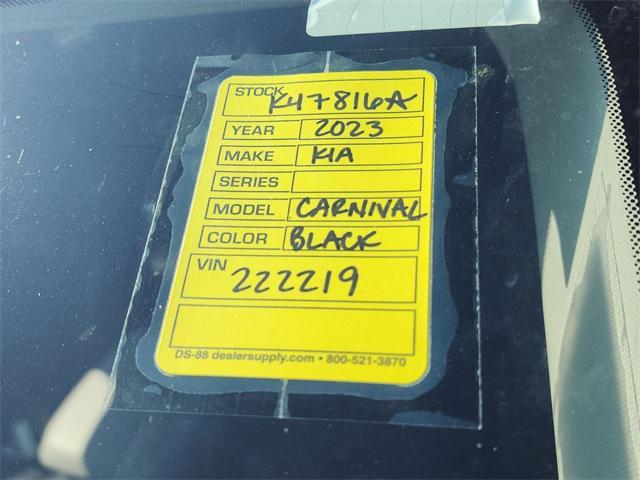 STOCK K47816A
YEAR 2023
MAKE KIA
SERIES
MODEL CARNIVAL
COLOR BLACK
VIN 222219
DS-88 dealersupply.com • 800-521-3870